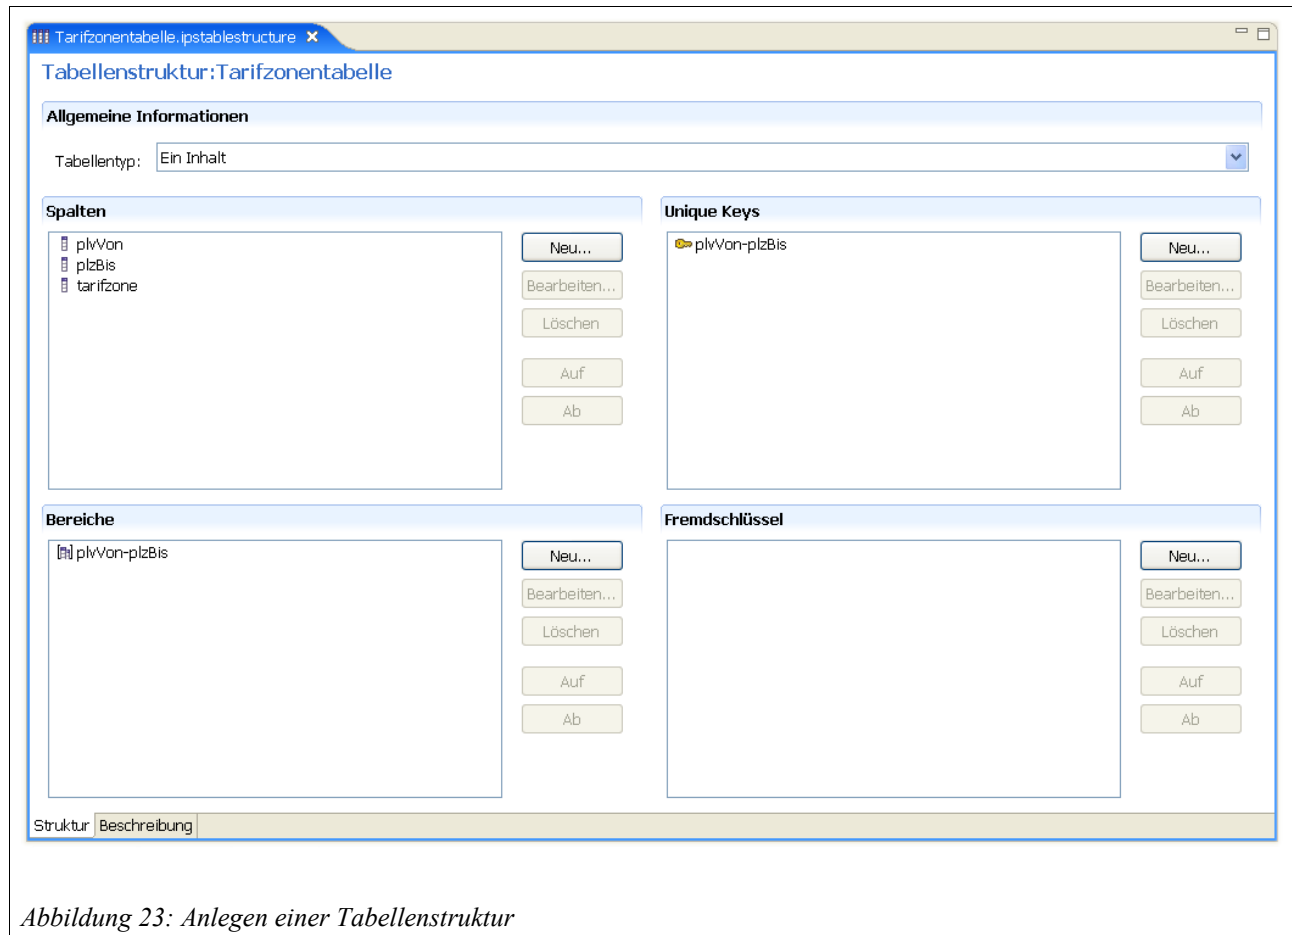 Tarifzonentabelle.ipstablestructure
Tabellenstruktur:Tarifzonentabelle
Allgemeine Informationen
Tabellentyp: Ein Inhalt
Spalten
plvVon
plzBis
tarifzone
Neu...
Bearbeiten...
Löschen
Auf
Ab
Unique Keys
plvVon-plzBis
Neu...
Bearbeiten...
Löschen
Auf
Ab
Bereiche
plvVon-plzBis
Neu...
Bearbeiten...
Löschen
Auf
Ab
Fremdschlüssel
Neu...
Bearbeiten...
Löschen
Auf
Ab
Struktur Beschreibung
Abbildung 23: Anlegen einer Tabellenstruktur